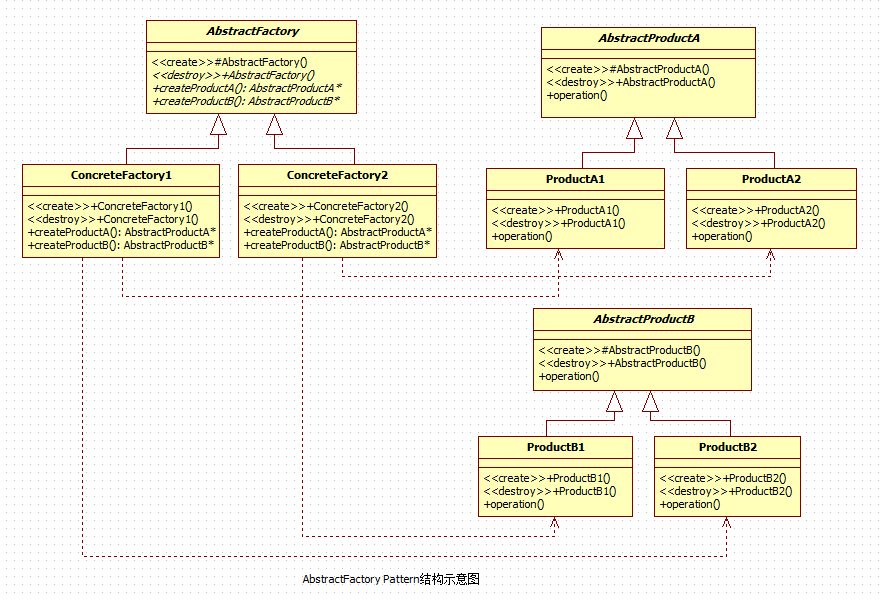 AbstractFactory
<<create>>#AbstractFactory()
<<destroy>>+AbstractFactory()
+createProductA(): AbstractProductA*
+createProductB(): AbstractProductB*
AbstractProductA
<<create>>#AbstractProductA()
<<destroy>>+AbstractProductA()
+operation()
ConcreteFactory1
<<create>>+ConcreteFactory1()
<<destroy>>+ConcreteFactory1()
+createProductA(): AbstractProductA*
+createProductB(): AbstractProductB*
ConcreteFactory2
<<create>>+ConcreteFactory2()
<<destroy>>+ConcreteFactory2()
+createProductA(): AbstractProductA*
+createProductB(): AbstractProductB*
ProductA1
<<create>>+ProductA1()
<<destroy>>+ProductA1()
+operation()
ProductA2
<<create>>+ProductA2()
<<destroy>>+ProductA2()
+operation()
AbstractProductB
<<create>>#AbstractProductB()
<<destroy>>+AbstractProductB()
+operation()
ProductB1
<<create>>+ProductB1()
<<destroy>>+ProductB1()
+operation()
ProductB2
<<create>>+ProductB2()
<<destroy>>+ProductB2()
+operation()
AbstractFactory Pattern结构示意图